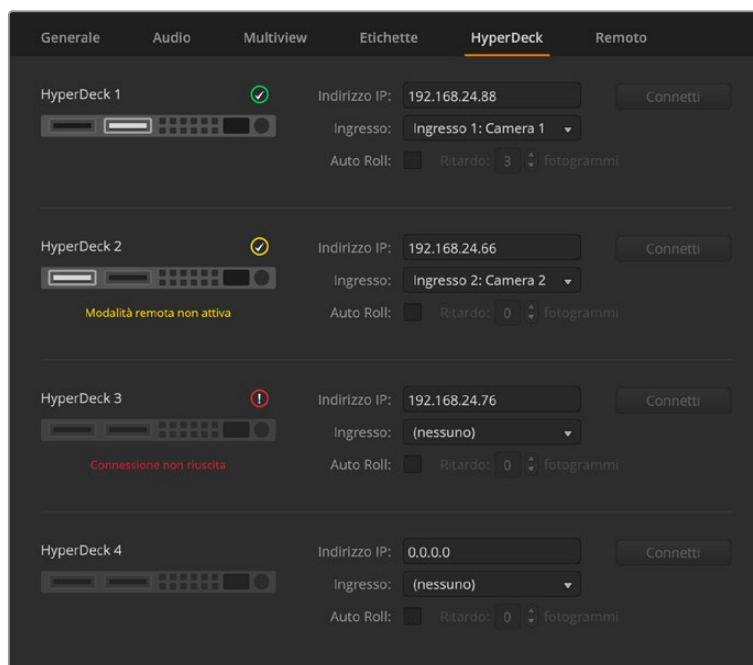 Generale Audio Multiview Etichette HyperDeck Remoto
HyperDeck 1
Indirizzo IP: 192.168.24.88 Connetti
Ingresso: Ingresso 1: Camera 1
Auto Roll: Ritardo: 3 fotogrammi
HyperDeck 2
Indirizzo IP: 192.168.24.66 Connetti
Ingresso: Ingresso 2: Camera 2
Modalità remota non attiva
Auto Roll: Ritardo: 0 fotogrammi
HyperDeck 3
Indirizzo IP: 192.168.24.76 Connetti
Ingresso: (nessuno)
Connessione non riuscita
Auto Roll: Ritardo: 0 fotogrammi
HyperDeck 4
Indirizzo IP: 0.0.0.0 Connetti
Ingresso: (nessuno)
Auto Roll: Ritardo: 0 fotogrammi